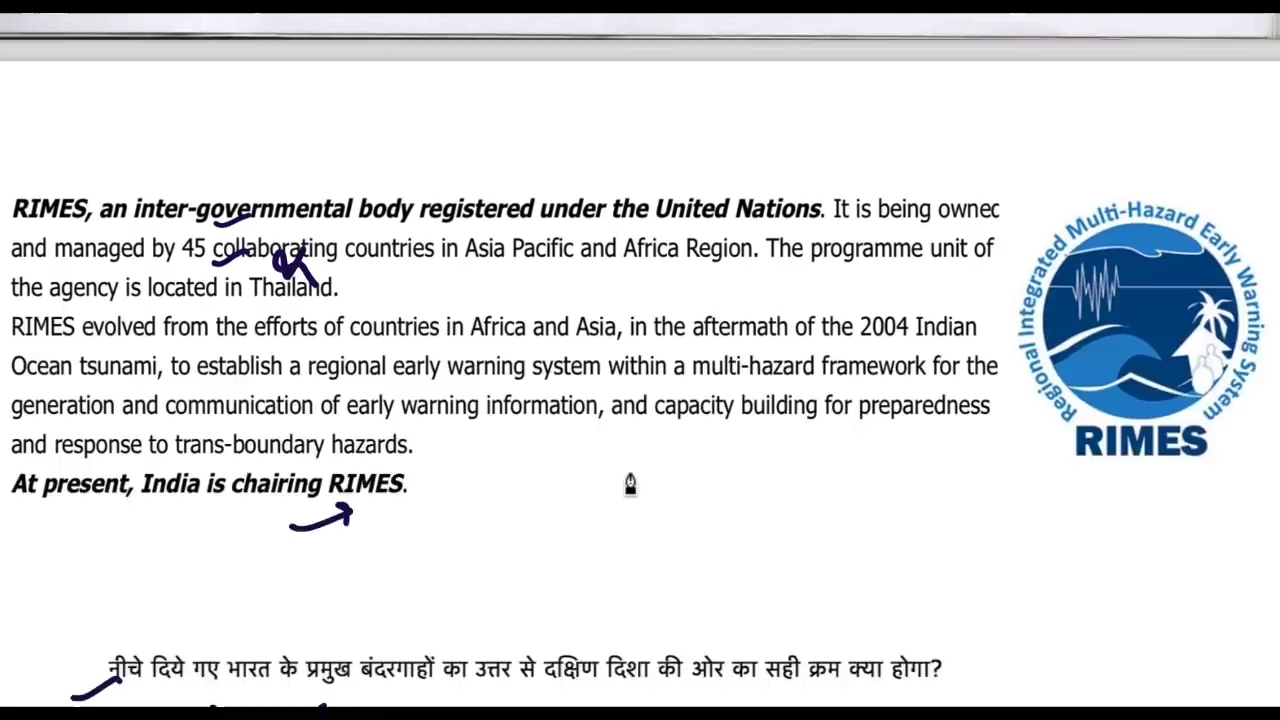 RIMES, an inter-governmental body registered under the United Nations. It is being owned
and managed by 45 collaborating countries in Asia Pacific and Africa Region. The programme unit of
the agency is located in Thailand.
RIMES evolved from the efforts of countries in Africa and Asia, in the aftermath of the 2004 Indian
Ocean tsunami, to establish a regional early warning system within a multi-hazard framework for the
generation and communication of early warning information, and capacity building for preparedness
and response to trans-boundary hazards.
At present, India is chairing RIMES.
Regional Integrated Multi-Hazard Early Warning System
RIMES
नीचे दिये गए भारत के प्रमुख बंदरगाहों का उत्तर से दक्षिण दिशा की ओर का सही क्रम क्या होगा?